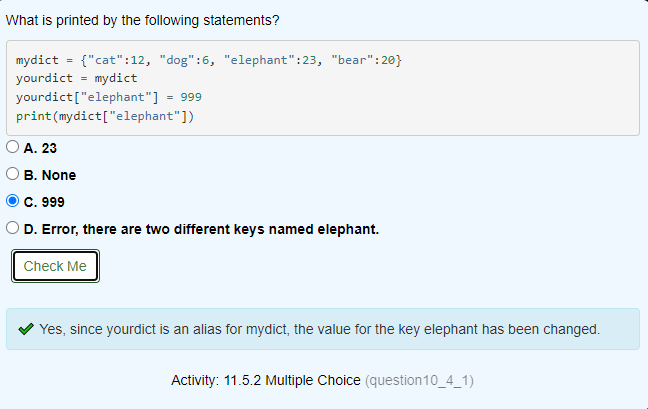 What is printed by the following statements?
mydict = {"cat":12, "dog":6, "elephant":23, "bear":20}
yourdict = mydict
yourdict["elephant"] = 999
print(mydict["elephant"])
A. 23
B. None
C. 999
D. Error, there are two different keys named elephant.
Check Me
Yes, since yourdict is an alias for mydict, the value for the key elephant has been changed.
Activity: 11.5.2 Multiple Choice (question10_4_1)